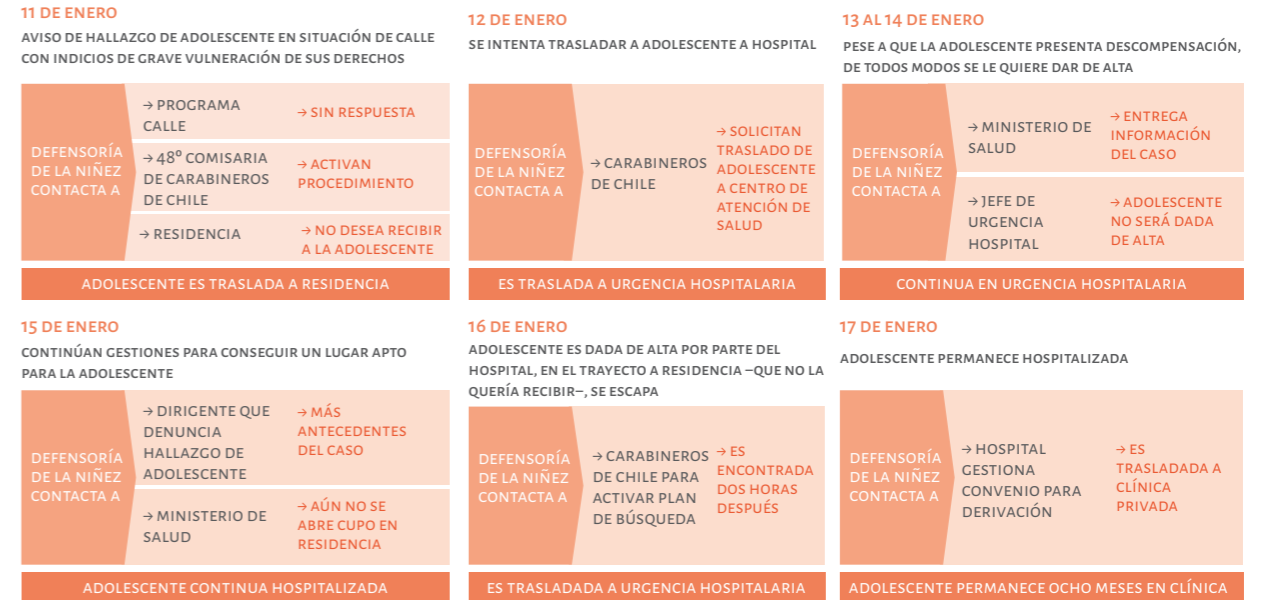 11 DE ENERO
AVISO DE HALLAZGO DE ADOLESCENTE EN SITUACIÓN DE CALLE
CON INDICIOS DE GRAVE VULNERACIÓN DE SUS DERECHOS
DEFENSORÍA
DE LA NIÑEZ
CONTACTA A
→ PROGRAMA
CALLE
→ SIN RESPUESTA
→ 48º COMISARIA
DE CARABINEROS
DE CHILE
→ ACTIVAN
PROCEDIMIENTO
→ RESIDENCIA
→ NO DESEA RECIBIR
A LA ADOLESCENTE
ADOLESCENTE ES TRASLADA A RESIDENCIA
12 DE ENERO
SE INTENTA TRASLADAR A ADOLESCENTE A HOSPITAL
DEFENSORÍA
DE LA NIÑEZ
CONTACTA A
→ CARABINEROS
DE CHILE
→ SOLICITAN
TRASLADO DE
ADOLESCENTE
A CENTRO DE
ATENCIÓN DE
SALUD
ES TRASLADA A URGENCIA HOSPITALARIA
13 AL 14 DE ENERO
PESE A QUE LA ADOLESCENTE PRESENTA DESCOMPENSACIÓN,
DE TODOS MODOS SE LE QUIERE DAR DE ALTA
DEFENSORÍA
DE LA NIÑEZ
CONTACTA A
→ MINISTERIO DE
SALUD
→ ENTREGA
INFORMACIÓN
DEL CASO
→ JEFE DE
URGENCIA
HOSPITAL
→ ADOLESCENTE
NO SERÁ DADA
DE ALTA
CONTINUA EN URGENCIA HOSPITALARIA
15 DE ENERO
CONTINÚAN GESTIONES PARA CONSEGUIR UN LUGAR APTO
PARA LA ADOLESCENTE
DEFENSORÍA
DE LA NIÑEZ
CONTACTA A
→ DIRIGENTE QUE
DENUNCIA
HALLAZGO DE
ADOLESCENTE
→ MÁS
ANTECEDENTES
DEL CASO
→ MINISTERIO DE
SALUD
→ AÚN NO SE
ABRE CUPO EN
RESIDENCIA
ADOLESCENTE CONTINUA HOSPITALIZADA
16 DE ENERO
ADOLESCENTE ES DADA DE ALTA POR PARTE DEL
HOSPITAL, EN EL TRAYECTO A RESIDENCIA –QUE NO LA
QUERÍA RECIBIR–, SE ESCAPA
DEFENSORÍA
DE LA NIÑEZ
CONTACTA A
→ CARABINEROS
DE CHILE PARA
ACTIVAR PLAN
DE BÚSQUEDA
→ ES
ENCONTRADA
DOS HORAS
DESPUÉS
ES TRASLADADA A URGENCIA HOSPITALARIA
17 DE ENERO
ADOLESCENTE PERMANECE HOSPITALIZADA
DEFENSORÍA
DE LA NIÑEZ
CONTACTA A
→ HOSPITAL
GESTIONA
CONVENIO PARA
DERIVACIÓN
→ ES
TRASLADADA A
CLÍNICA
PRIVADA
ADOLESCENTE PERMANECE OCHO MESES EN CLÍNICA